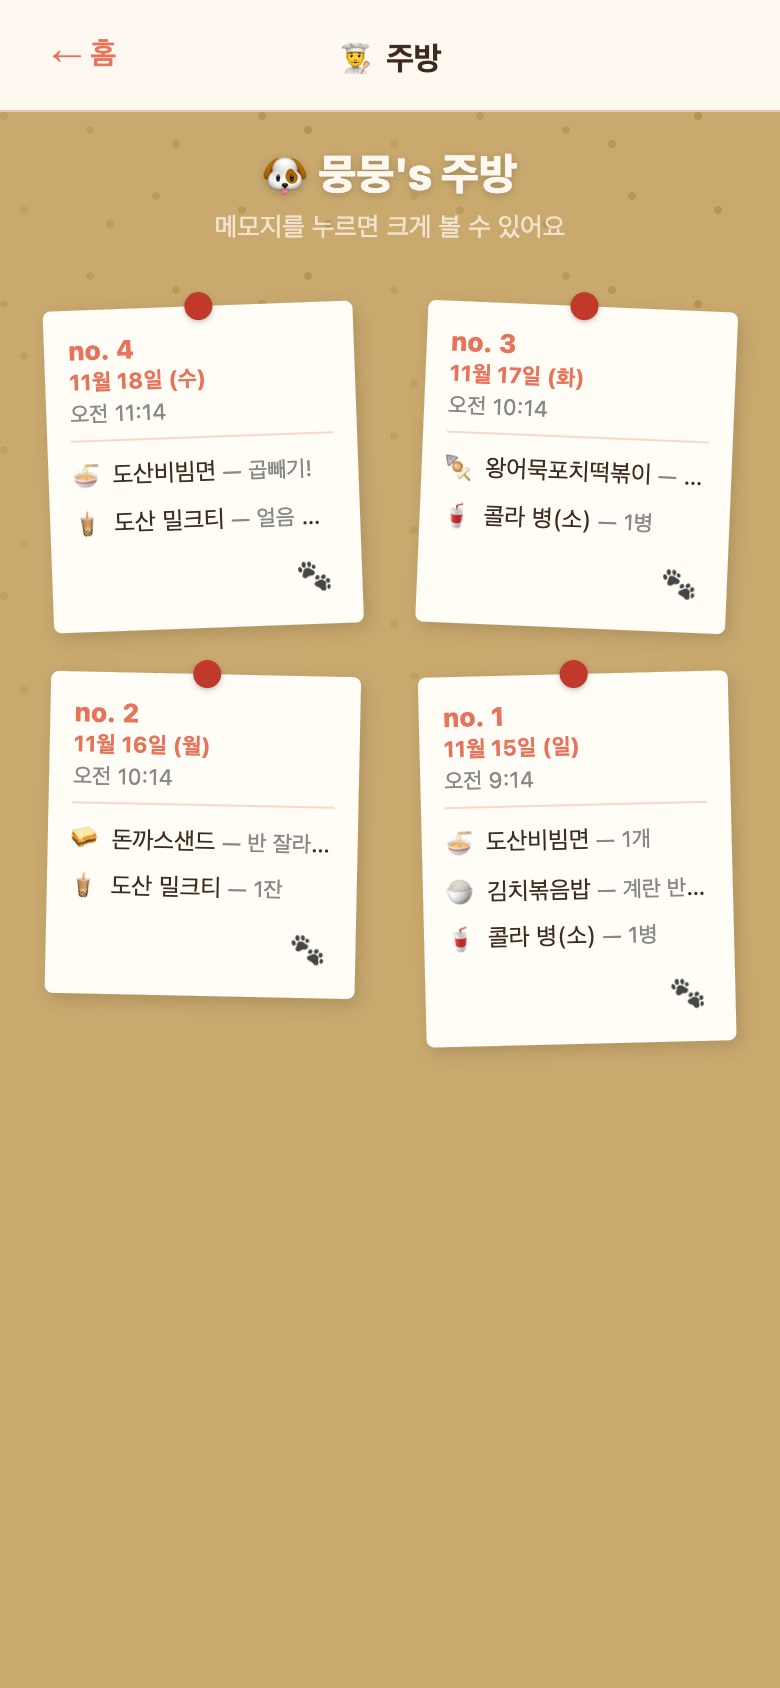 ← 홈
주방
뭉뭉's 주방
메모지를 누르면 크게 볼 수 있어요
no. 4
11월 18일 (수)
오전 11:14
도산비빔면 — 곱빼기!
도산 밀크티 — 얼음 ...
no. 3
11월 17일 (화)
오전 10:14
왕어묵포치떡볶이 — ...
콜라 병(소) — 1병
no. 2
11월 16일 (월)
오전 10:14
돈까스샌드 — 반 잘라...
도산 밀크티 — 1잔
no. 1
11월 15일 (일)
오전 9:14
도산비빔면 — 1개
김치볶음밥 — 계란 반...
콜라 병(소) — 1병